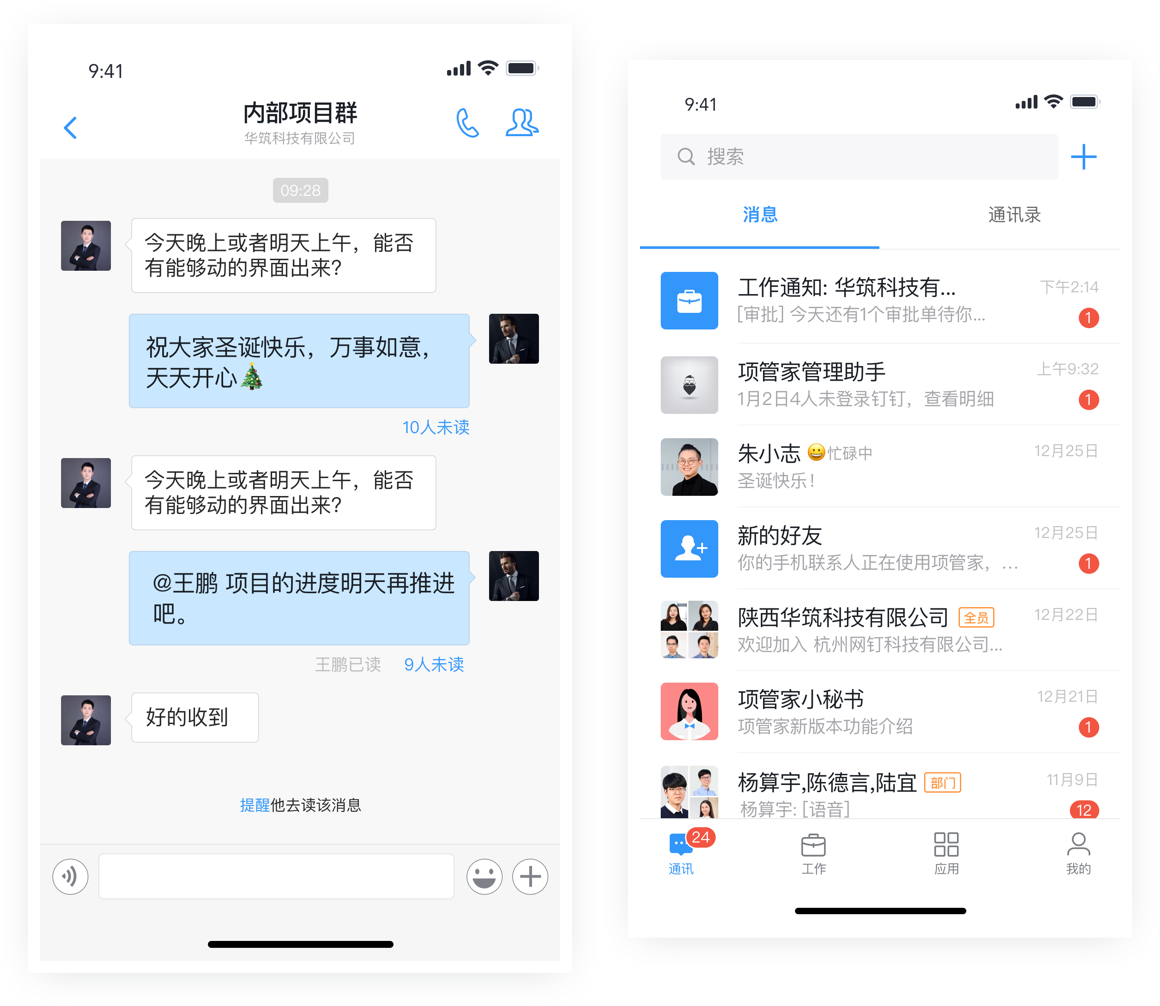 9:41
内部项目群
华筑科技有限公司
09:28
今天晚上或者明天上午，能否
有能够动的界面出来？
祝大家圣诞快乐，万事如意，
天天开心🎄
10人未读
今天晚上或者明天上午，能否
有能够动的界面出来？
@王鹏 项目的进度明天再推进
吧。
王鹏已读 9人未读
好的收到
提醒他去读该消息
9:41
搜索
消息 通讯录
工作通知: 华筑科技有... 下午2:14
[审批] 今天还有1个审批单待你... 1
项管家管理助手 上午9:32
1月2日4人未登录钉钉，查看明细 1
朱小志 😀忙碌中 12月25日
圣诞快乐！
新的好友 12月25日
你的手机联系人正在使用项管家，... 1
陕西华筑科技有限公司 全员 12月22日
欢迎加入 杭州网钉科技有限公司...
项管家小秘书 12月21日
项管家新版本功能介绍 1
杨算宇,陈德言,陆宜 部门 11月9日
杨算宇: [语音] 12
24
通讯 工作 应用 我的